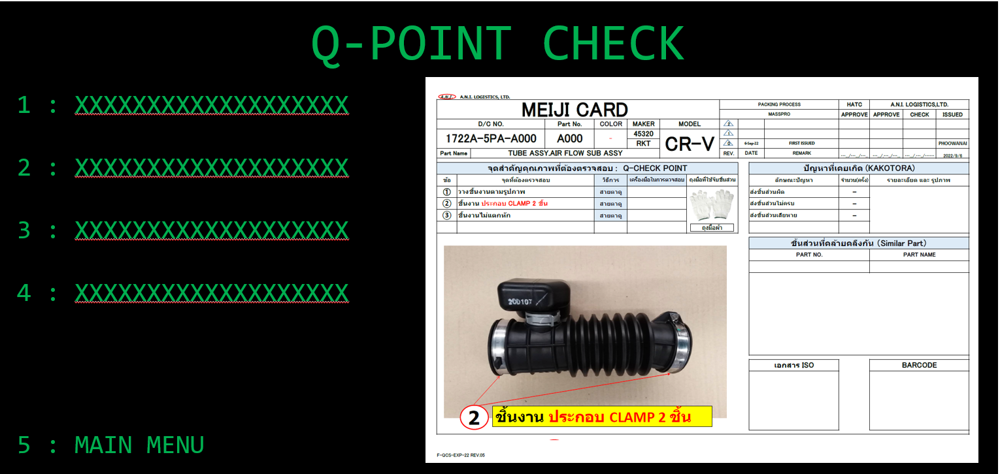 Q-POINT CHECK
1 : XXXXXXXXXXXXXXXXXXX
2 : XXXXXXXXXXXXXXXXXXX
3 : XXXXXXXXXXXXXXXXXXX
4 : XXXXXXXXXXXXXXXXXXX
5 : MAIN MENU
A.N.I. A.N.I. LOGISTICS, LTD.
MEIJI CARD
PACKING PROCESS HATC A.N.I. LOGISTICS,LTD.
MASSPRO APPROVE APPROVE CHECK ISSUED
D/C NO. Part No. COLOR MAKER MODEL 2
1722A-5PA-A000 A000 - 45320 CR-V 1
RKT 0 6-Sep-22 FIRST ISSUED PHOOWANAI
Part Name TUBE ASSY.AIR FLOW SUB ASSY REV. DATE REMARK .../.../... .../.../... .../.../...... 2022/9/6
จุดสำคัญคุณภาพที่ต้องตรวจสอบ : Q-CHECK POINT
ข้อ จุดที่ต้องตรวจสอบ วิธีการ เครื่องมือในการตรวจสอบ ถุงมือที่ใช้จับชิ้นส่วน
① วางชิ้นงานตามรูปภาพ สายตาดู
② ชิ้นงาน ประกอบ CLAMP 2 ชิ้น สายตาดู
③ ชิ้นงานไม่แตกหัก สายตาดู
ถุงมือผ้า
ปัญหาที่เคยเกิด (KAKOTORA)
ลักษณะปัญหา จำนวน(ครั้ง) รายละเอียด และ รูปภาพ
ส่งชิ้นส่วนผิด -
ส่งชิ้นส่วนไม่ครบ -
ส่งชิ้นส่วนเสียหาย -
ชิ้นส่วนที่คล้ายคลึงกัน (Similar Part)
PART NO. PART NAME
20D10T
2 ชิ้นงาน ประกอบ CLAMP 2 ชิ้น
เอกสาร ISO BARCODE
F-QCS-EXP-22 REV.05